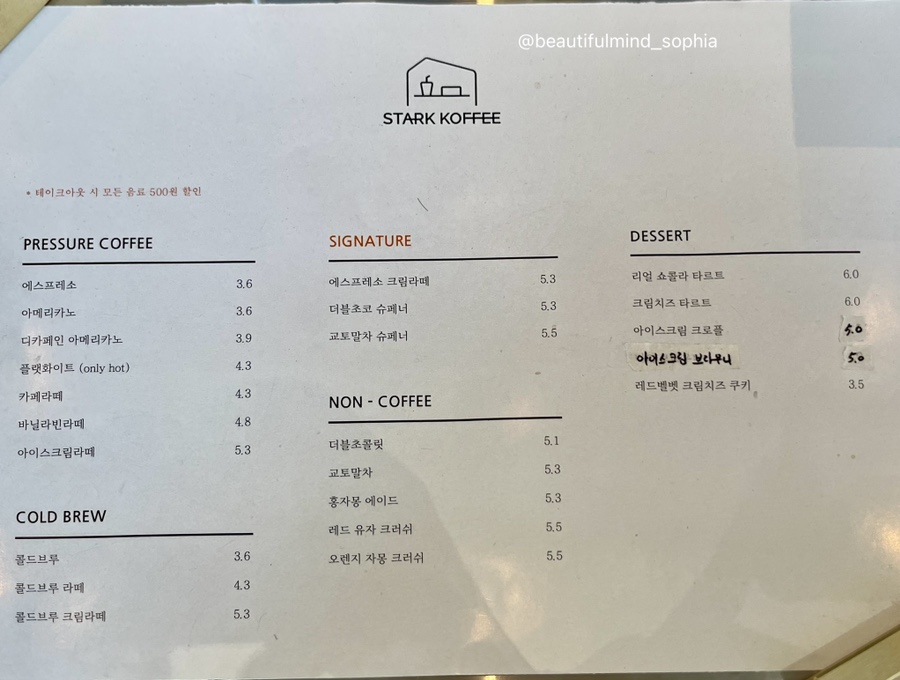 @beautifulmind_sophia
STARK KOFFEE
* 테이크아웃 시 모든 음료 500원 할인
PRESSURE COFFEE
에스프레소 3.6
아메리카노 3.6
디카페인 아메리카노 3.9
플랫화이트 (only hot) 4.3
카페라떼 4.3
바닐라빈라떼 4.8
아이스크림라떼 5.3
COLD BREW
콜드브루 3.6
콜드브루 라떼 4.3
콜드브루 크림라떼 5.3
SIGNATURE
에스프레소 크림라떼 5.3
더블초코 슈페너 5.3
교토말차 슈페너 5.5
NON - COFFEE
더블초콜릿 5.1
교토말차 5.3
홍자몽 에이드 5.3
레드 유자 크러쉬 5.5
오렌지 자몽 크러쉬 5.5
DESSERT
리얼 쇼콜라 타르트 6.0
크림치즈 타르트 6.0
아이스크림 크로플 5.0
아이스크림 브라우니 5.0
레드벨벳 크림치즈 쿠키 3.5